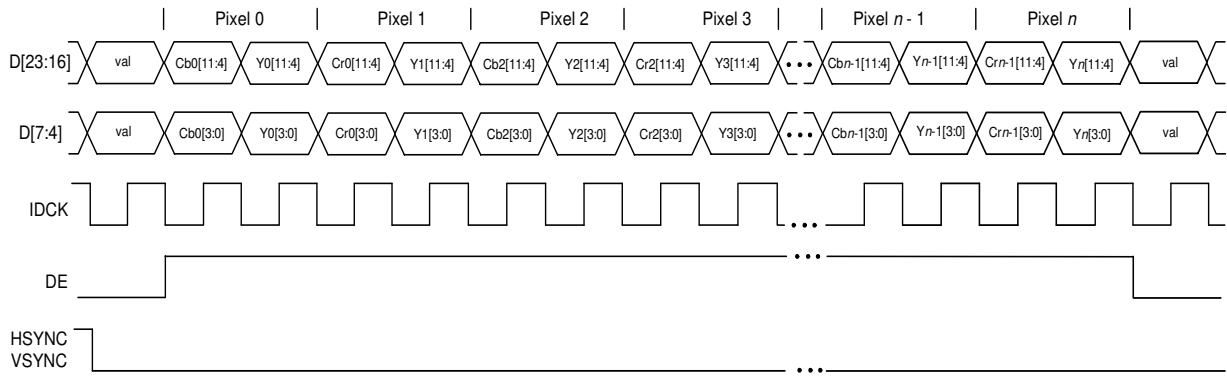 Pixel 0 Pixel 1 Pixel 2 Pixel 3 Pixel n - 1 Pixel n
D[23:16] val Cb0[11:4] Y0[11:4] Cr0[11:4] Y1[11:4] Cb2[11:4] Y2[11:4] Cr2[11:4] Y3[11:4] ••• Cbn-1[11:4] Yn-1[11:4] Crn-1[11:4] Yn[11:4] val
D[7:4] val Cb0[3:0] Y0[3:0] Cr0[3:0] Y1[3:0] Cb2[3:0] Y2[3:0] Cr2[3:0] Y3[3:0] ••• Cbn-1[3:0] Yn-1[3:0] Crn-1[3:0] Yn[3:0] val
IDCK •••
DE •••
HSYNC
VSYNC •••